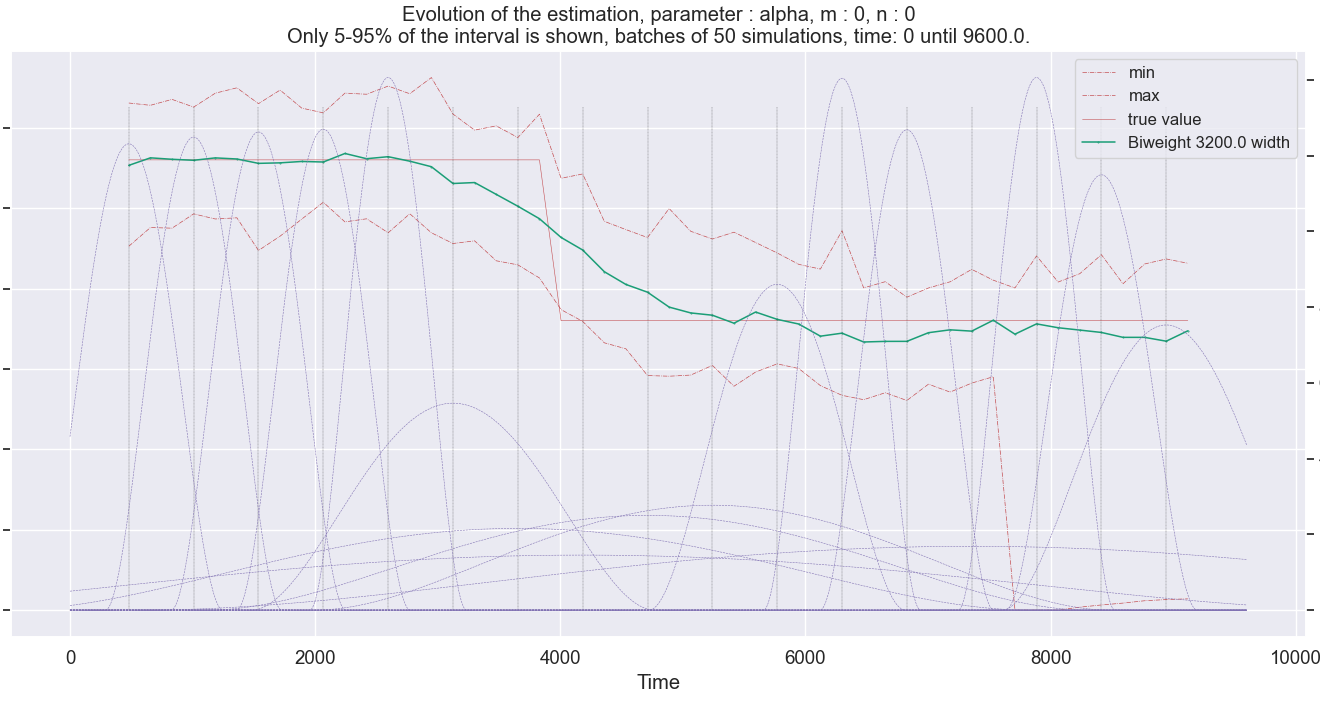 Evolution of the estimation, parameter : alpha, m : 0, n : 0
Only 5-95% of the interval is shown, batches of 50 simulations, time: 0 until 9600.0.
min
max
true value
Biweight 3200.0 width
0 2000 4000 6000 8000 10000
Time